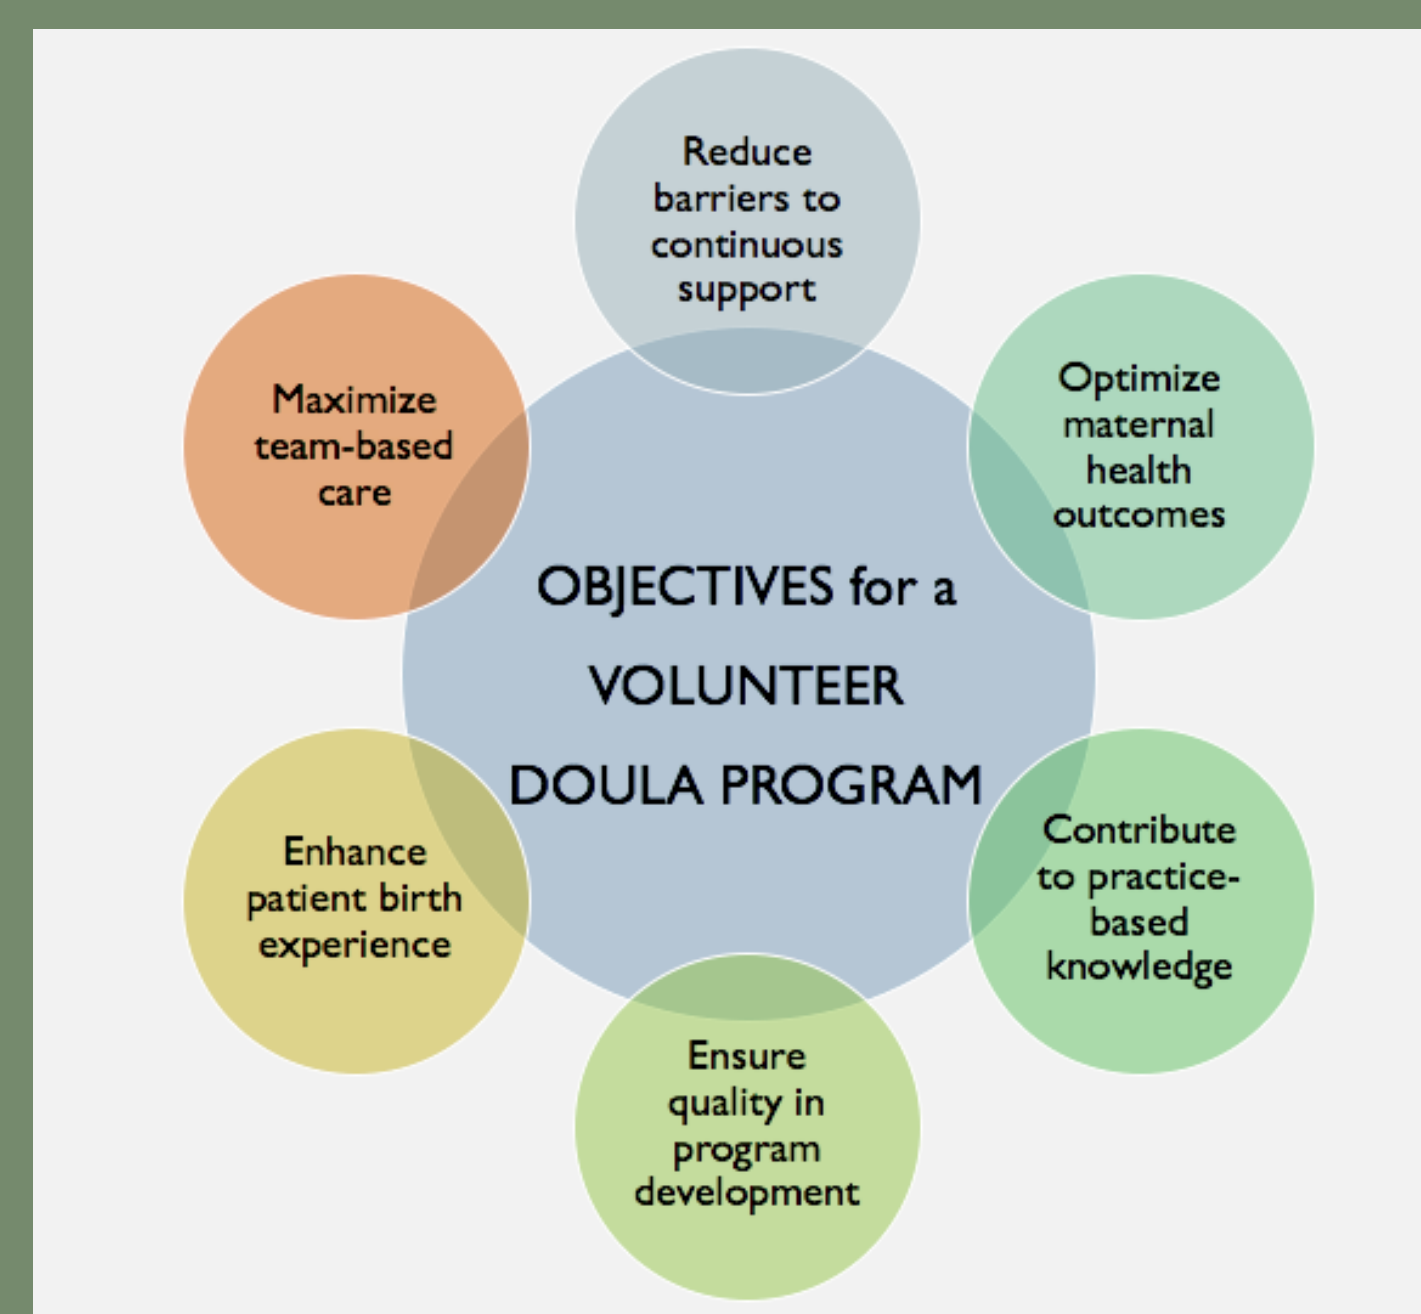 Reduce
barriers to
continuous
support
Optimize
maternal
health
outcomes
Contribute
to practice-
based
knowledge
Ensure
quality in
program
development
Enhance
patient birth
experience
Maximize
team-based
care
OBJECTIVES for a
VOLUNTEER
DOULA PROGRAM